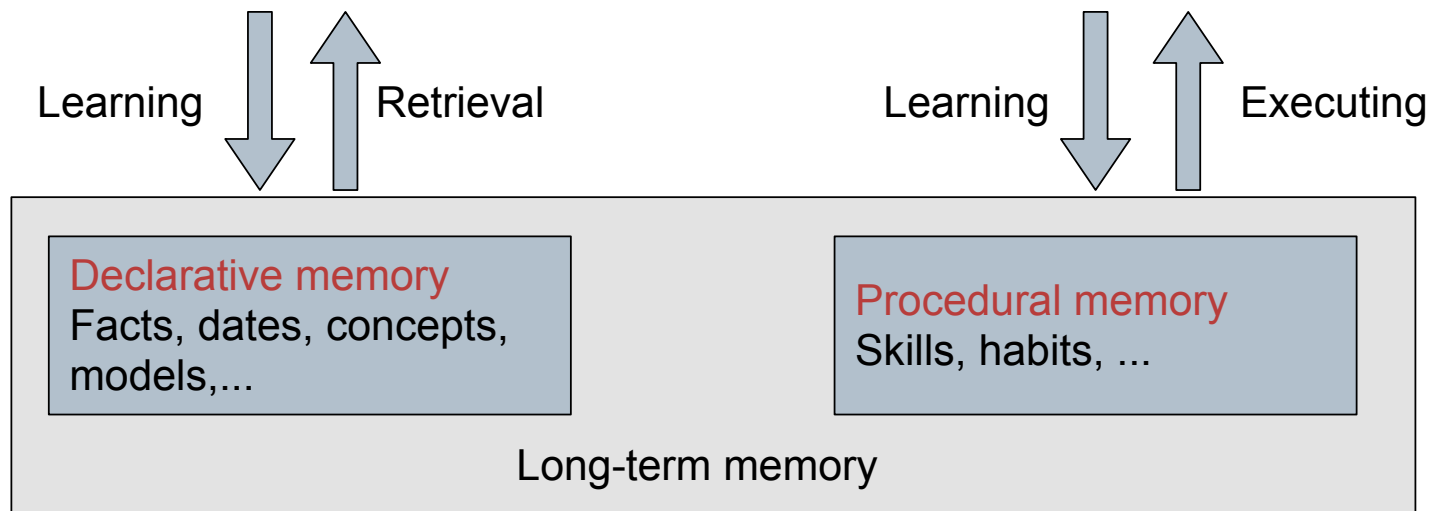 Learning
Retrieval
Learning
Executing
Declarative memory
Facts, dates, concepts,
models,...
Procedural memory
Skills, habits, ...
Long-term memory